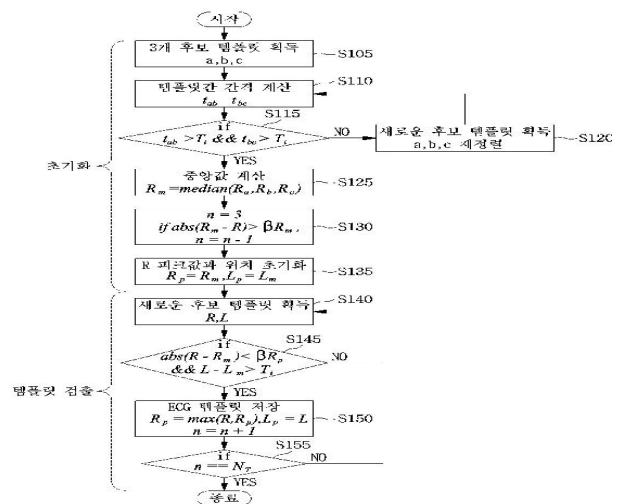 시작
3개 후보 템플릿 획득
a,b,c
S105
템플릿간 간격 계산
t_ab t_bc
S110
S115
if
t_ab >T_i && t_bc> T_i
NO
YES
새로운 후보 템플릿 획득
a,b,c 재정렬
S120
초기화
중앙값 계산
R_m =median(R_a,R_b,R_c)
S125
n = 3
if abs(R_m - R)> βR_m ,
n = n - 1
S130
R 피크값과 위치 초기화
R_p = R_m ,L_p = L_m
S135
새로운 후보 템플릿 획득
R,L
S140
S145
if
abs(R - R_m )< βR_p
&& L - L_m > T_i
NO
YES
템플릿 검출
ECG 템플릿 저장
R_p = max(R,R_p),L_p = L
n = n + 1
S150
S155
if
n == N_T
NO
YES
종료